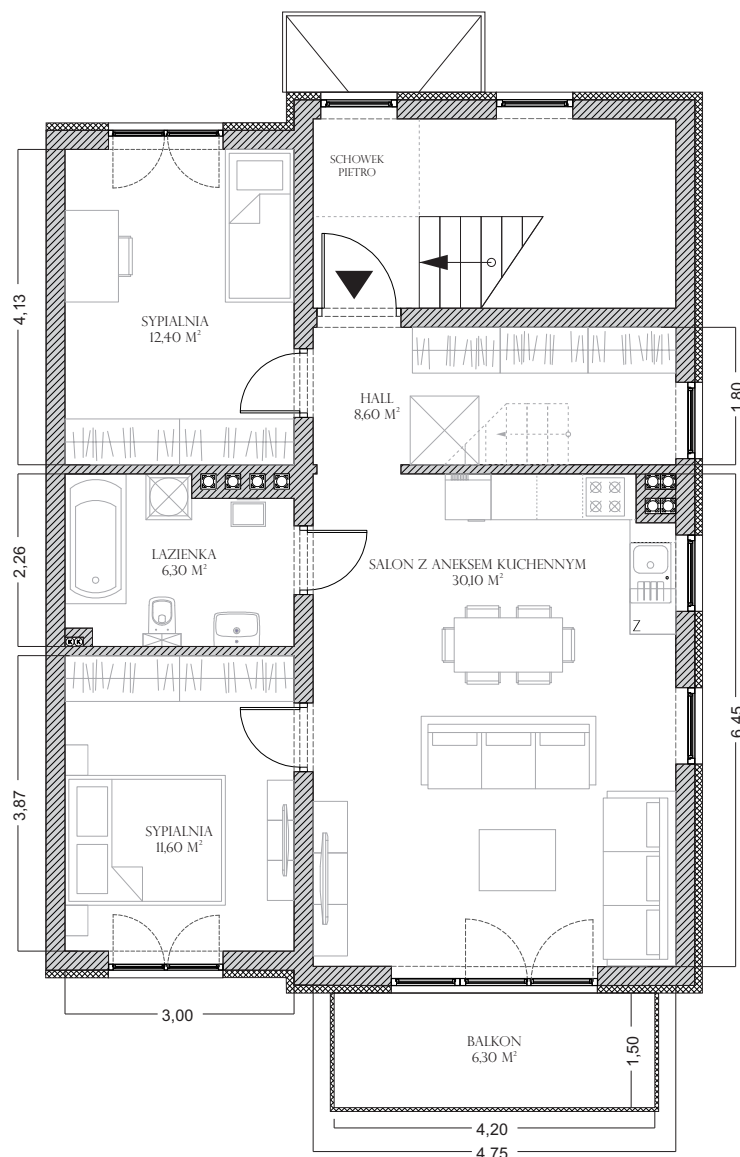 SCHOWEK
PIETRO
SYPIALNIA
12,40 M²
4,13
HALL
8,60 M²
1,80
LAZIENKA
6,30 M²
2,26
SALON Z ANEKSEM KUCHENNYM
30,10 M²
Z
6,45
SYPIALNIA
11,60 M²
3,87
3,00
BALKON
6,30 M²
1,50
4,20
4,75